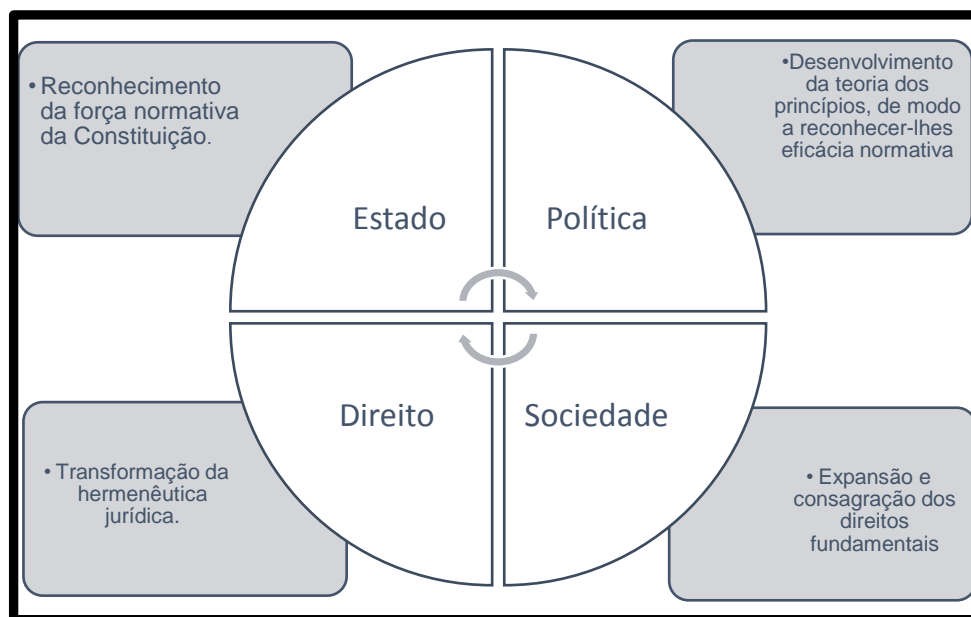 • Reconhecimento
da força normativa
da Constituição.
•Desenvolvimento
da teoria dos
princípios, de modo
a reconhecer-lhes
eficácia normativa
Estado
Política
Direito
Sociedade
• Transformação da
hermenêutica
jurídica.
• Expansão e
consagração dos
direitos
fundamentais